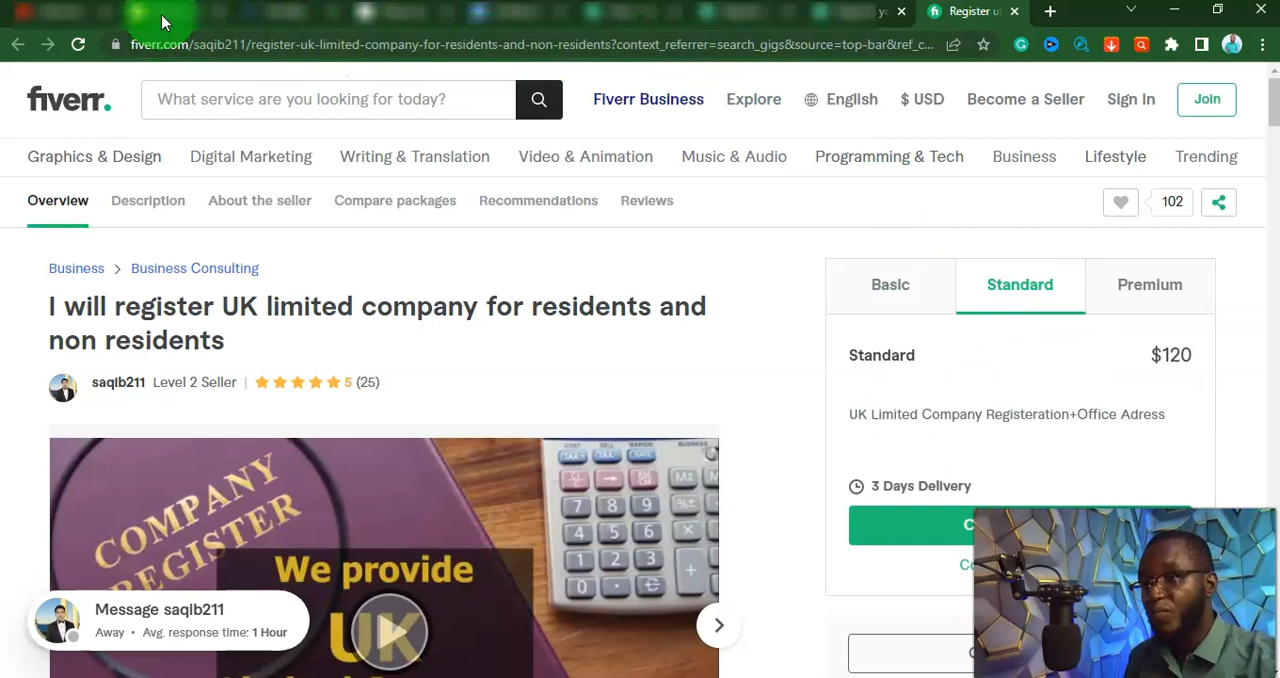 Register u
fiverr.com/saqib211/register-uk-limited-company-for-residents-and-non-residents?context_referrer=search_gigs&source=top-bar&ref_c...
fiverr.
What service are you looking for today?
Fiverr Business
Explore
English
$ USD
Become a Seller
Sign In
Join
Graphics & Design
Digital Marketing
Writing & Translation
Video & Animation
Music & Audio
Programming & Tech
Business
Lifestyle
Trending
Overview
Description
About the seller
Compare packages
Recommendations
Reviews
102
Business > Business Consulting
I will register UK limited company for residents and
non residents
saqib211 Level 2 Seller | 5 (25)
Basic
Standard
Premium
Standard
$120
UK Limited Company Registeration+Office Adress
3 Days Delivery
COMPANY
REGISTER
We provide
UK
Message saqib211
Away • Avg. response time: 1 Hour